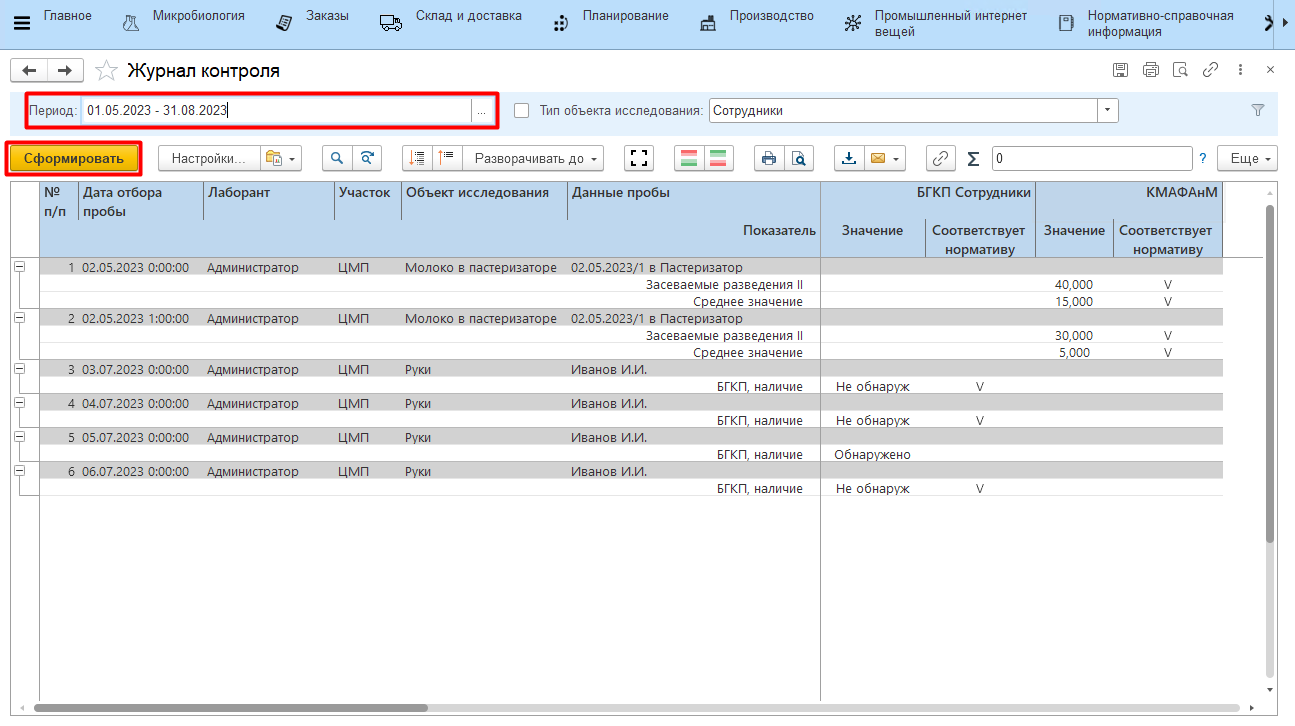 Главное
Микробиология
Заказы
Склад и доставка
Планирование
Производство
Промышленный интернет
вещей
Нормативно-справочная
информация
Журнал контроля
Период: 01.05.2023 - 31.08.2023 ... Тип объекта исследования: Сотрудники
Сформировать Настройки... Разворачивать до Σ 0 ? Еще
№ Дата отбора Лаборант Участок Объект исследования Данные пробы БГКП Сотрудники КМАФАнМ
п/п пробы
Показатель Значение Соответствует Значение Соответствует
нормативу нормативу
1 02.05.2023 0:00:00 Администратор ЦМП Молоко в пастеризаторе 02.05.2023/1 в Пастеризатор
Засеваемые разведения II 40,000 V
Среднее значение 15,000 V
2 02.05.2023 1:00:00 Администратор ЦМП Молоко в пастеризаторе 02.05.2023/1 в Пастеризатор
Засеваемые разведения II 30,000 V
Среднее значение 5,000 V
3 03.07.2023 0:00:00 Администратор ЦМП Руки Иванов И.И.
БГКП, наличие Не обнаруж V
4 04.07.2023 0:00:00 Администратор ЦМП Руки Иванов И.И.
БГКП, наличие Не обнаруж V
5 05.07.2023 0:00:00 Администратор ЦМП Руки Иванов И.И.
БГКП, наличие Обнаружено
6 06.07.2023 0:00:00 Администратор ЦМП Руки Иванов И.И.
БГКП, наличие Не обнаруж V